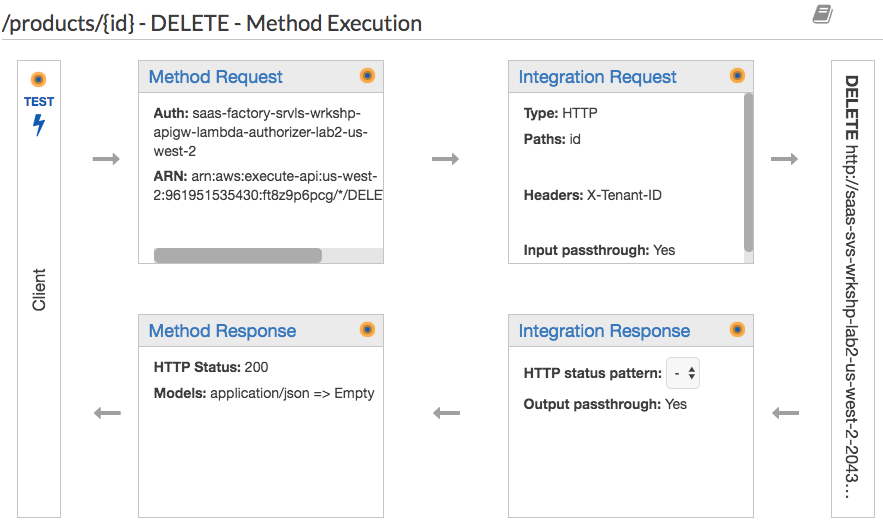 /products/{id} - DELETE - Method Execution
TEST
Client
Method Request
Auth: saas-factory-srvls-wrkshp-
apigw-lambda-authorizer-lab2-us-
west-2
ARN: arn:aws:execute-api:us-west-
2:961951535430:ft8z9p6pcg/*/DELE
Integration Request
Type: HTTP
Paths: id
Headers: X-Tenant-ID
Input passthrough: Yes
DELETE http://saas-svs-wrkshp-lab2-us-west-2-2043...
Method Response
HTTP Status: 200
Models: application/json => Empty
Integration Response
HTTP status pattern: -
Output passthrough: Yes